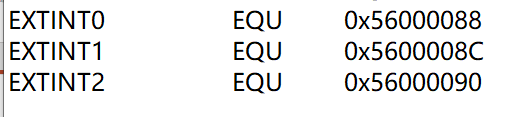 EXTINT0 EQU 0x56000088
EXTINT1 EQU 0x5600008C
EXTINT2 EQU 0x56000090